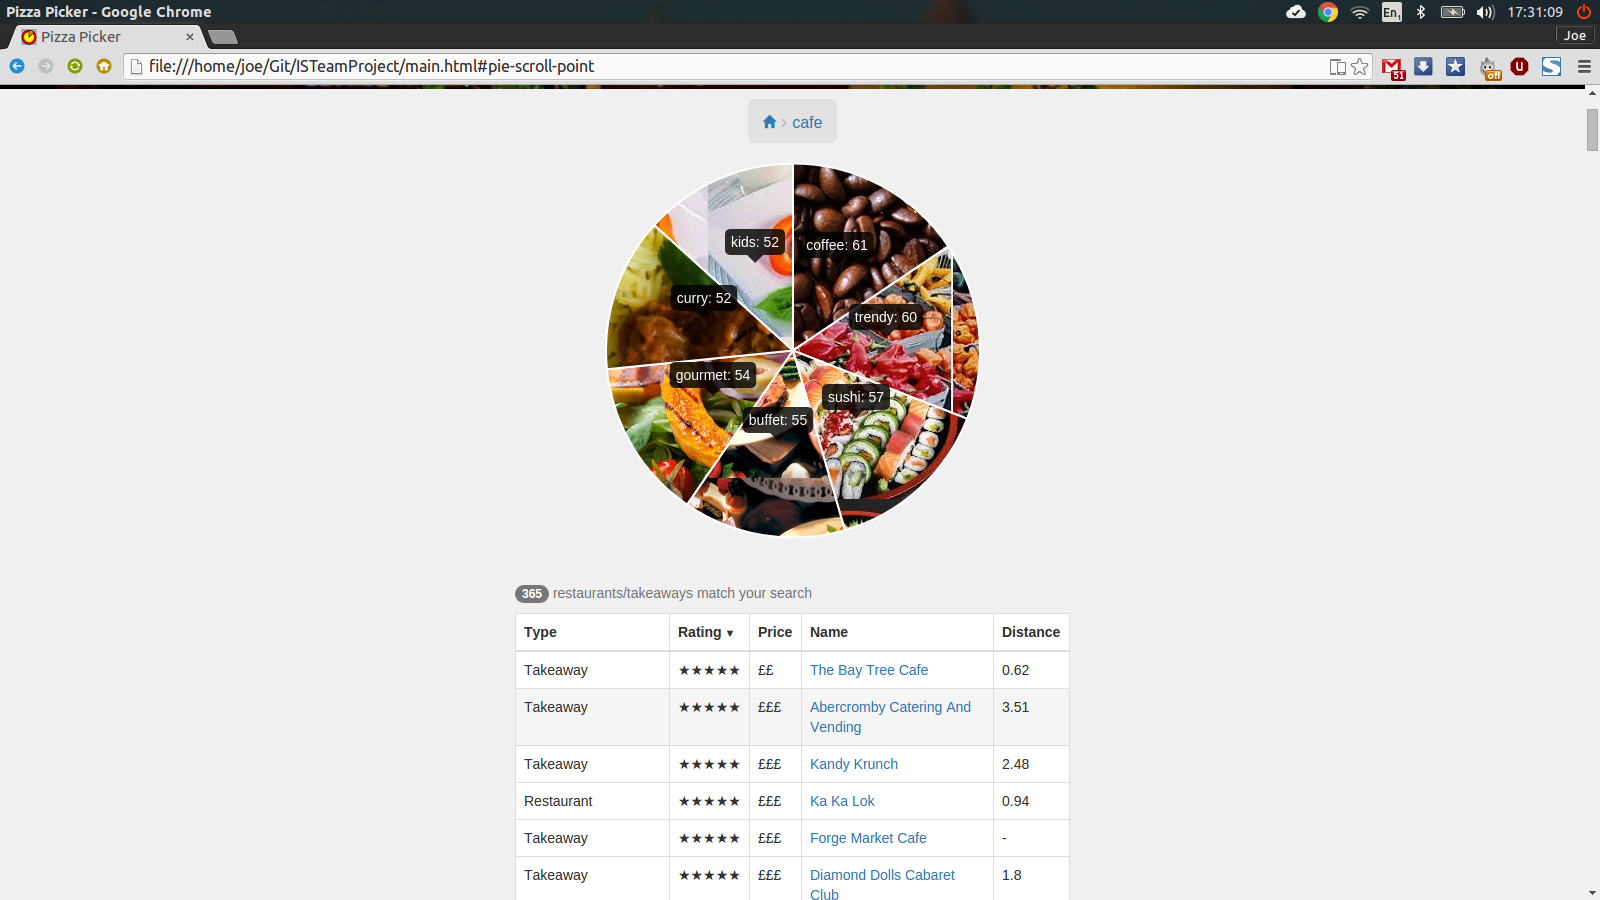 Pizza Picker - Google Chrome
En1
17:31:09
Pizza Picker
×
Joe
file:///home/joe/Git/ISTeamProject/main.html#pie-scroll-point
51
off
u
S
› cafe
kids: 52
coffee: 61
curry: 52
trendy: 60
gourmet: 54
sushi: 57
buffet: 55
365 restaurants/takeaways match your search
Type Rating ▼ Price Name Distance
Takeaway ★★★★★ ££ The Bay Tree Cafe 0.62
Takeaway ★★★★★ £££ Abercromby Catering And
Vending 3.51
Takeaway ★★★★★ £££ Kandy Krunch 2.48
Restaurant ★★★★★ £££ Ka Ka Lok 0.94
Takeaway ★★★★★ £££ Forge Market Cafe -
Takeaway ★★★★★ £££ Diamond Dolls Cabaret
Club 1.8